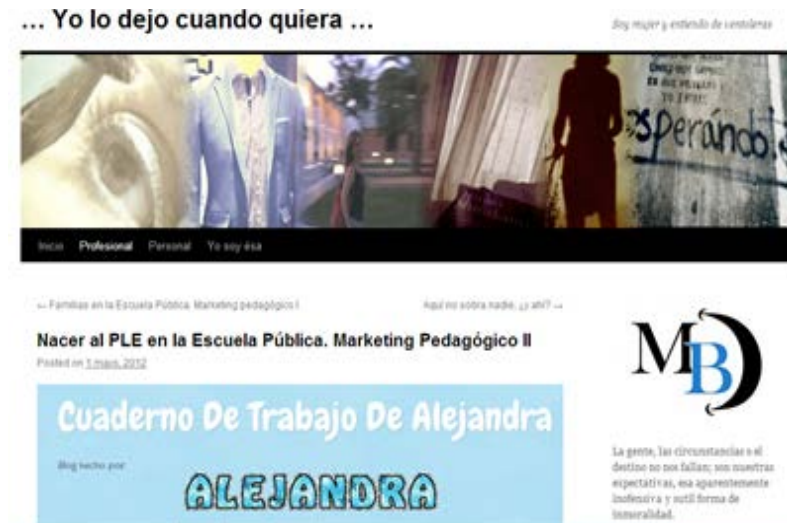 ... Yo lo dejo cuando quiera ...
Soy mujer y entiendo de ventoleras
esperándo!
Inicio Profesional Personal Yo soy ésa
← Familias en la Escuela Pública. Marketing pedagógico I
Aquí no sobra nadie, ¿y ahí? →
Nacer al PLE en la Escuela Pública. Marketing Pedagógico II
Posted on 1 mayo, 2012
Cuaderno De Trabajo De Alejandra
Blog hecho por:
ALEJANDRA
MB
La gente, las circunstancias o el
destino no nos fallan; son nuestras
expectativas, esa aparentemente
inofensiva y sutil forma de
inmoralidad.